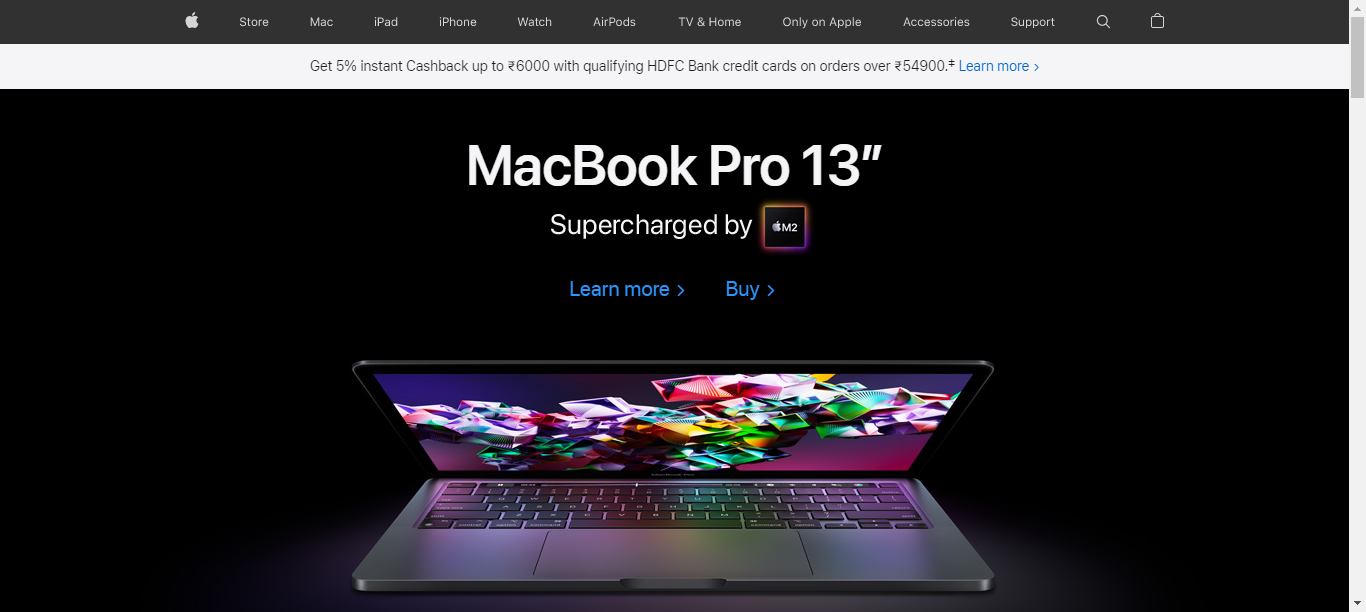 Store Mac iPad iPhone Watch AirPods TV & Home Only on Apple Accessories Support
Get 5% instant Cashback up to ₹6000 with qualifying HDFC Bank credit cards on orders over ₹54900.‡ Learn more >
MacBook Pro 13”
Supercharged by M2
Learn more > Buy >